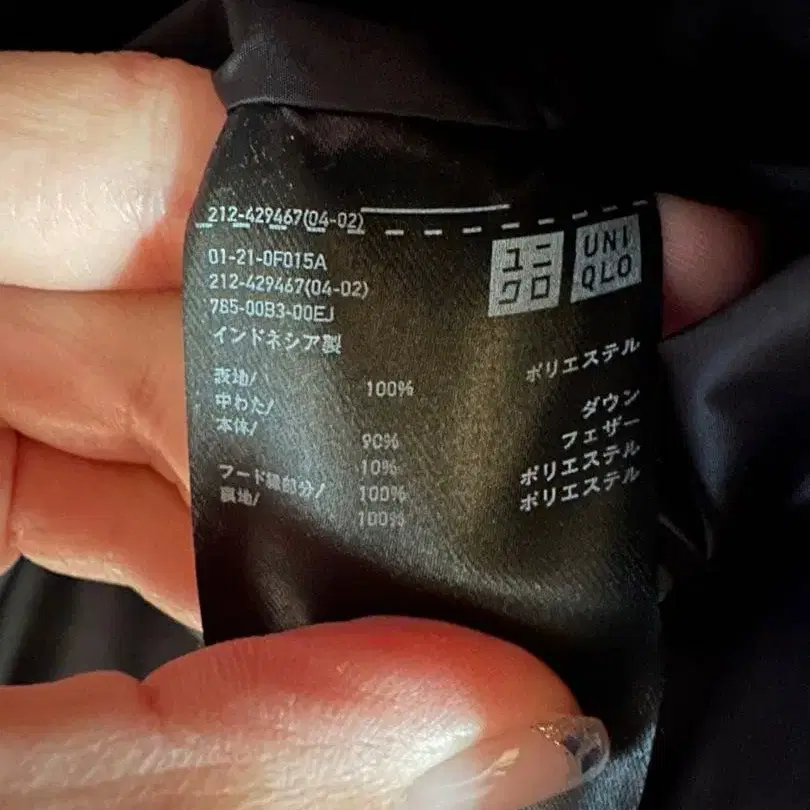 212-429467(04-02)
ユニ
クロ
UNI
QLO
01-21-0F015A
212-429467(04-02)
785-00B3-00EJ
インドネシア製
表地/ 100% ポリエステル
中わた/
本体/ 90% ダウン
10% フェザー
フード縁部分/ 100% ポリエステル
裏地/ 100% ポリエステル